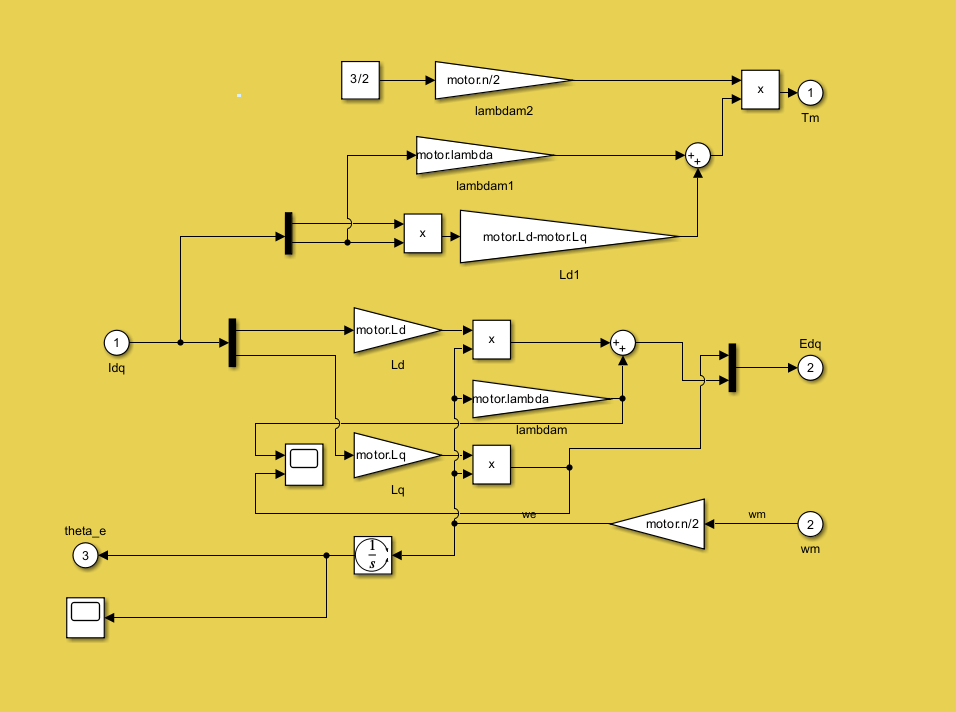 3/2
motor.n/2
lambdam2
x
1
Tm
motor.lambda
lambdam1
+
+
x
motor.Ld-motor.Lq
Ld1
1
Idq
motor.Ld
Ld
x
+
+
Edq
2
motor.lambda
lambdam
motor.Lq
Lq
x
we
motor.n/2
wm
2
wm
theta_e
3
1
s